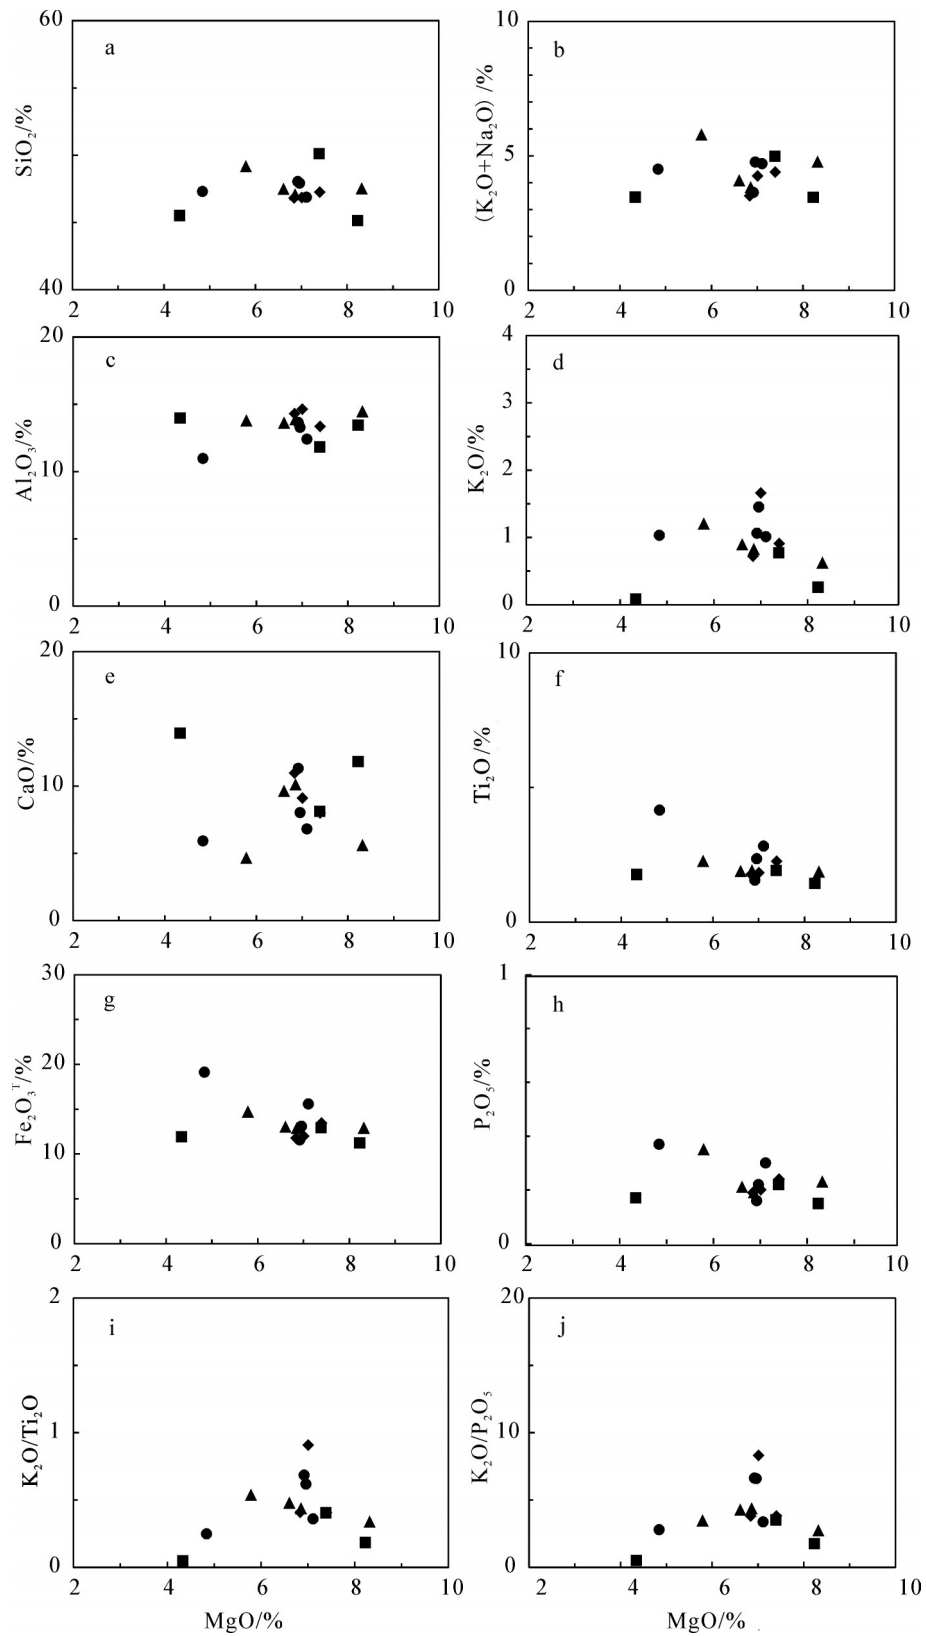 60
a
SiO₂/%
40
2 4 6 8 10
10
b
(K₂O+Na₂O) /%
5
0
2 4 6 8 10
20
c
Al₂O₃/%
10
0
2 4 6 8 10
4
d
3
K₂O/%
2
1
0
2 4 6 8 10
20
e
CaO/%
10
0
2 4 6 8 10
10
f
Ti₂O/%
0
2 4 6 8 10
30
g
20
Fe₂O₃ᵀ/%
10
0
2 4 6 8 10
1
h
P₂O₅/%
0
2 4 6 8 10
2
i
K₂O/Ti₂O
1
0
2 4 6 8 10
MgO/%
20
j
K₂O/P₂O₅
10
0
2 4 6 8 10
MgO/%